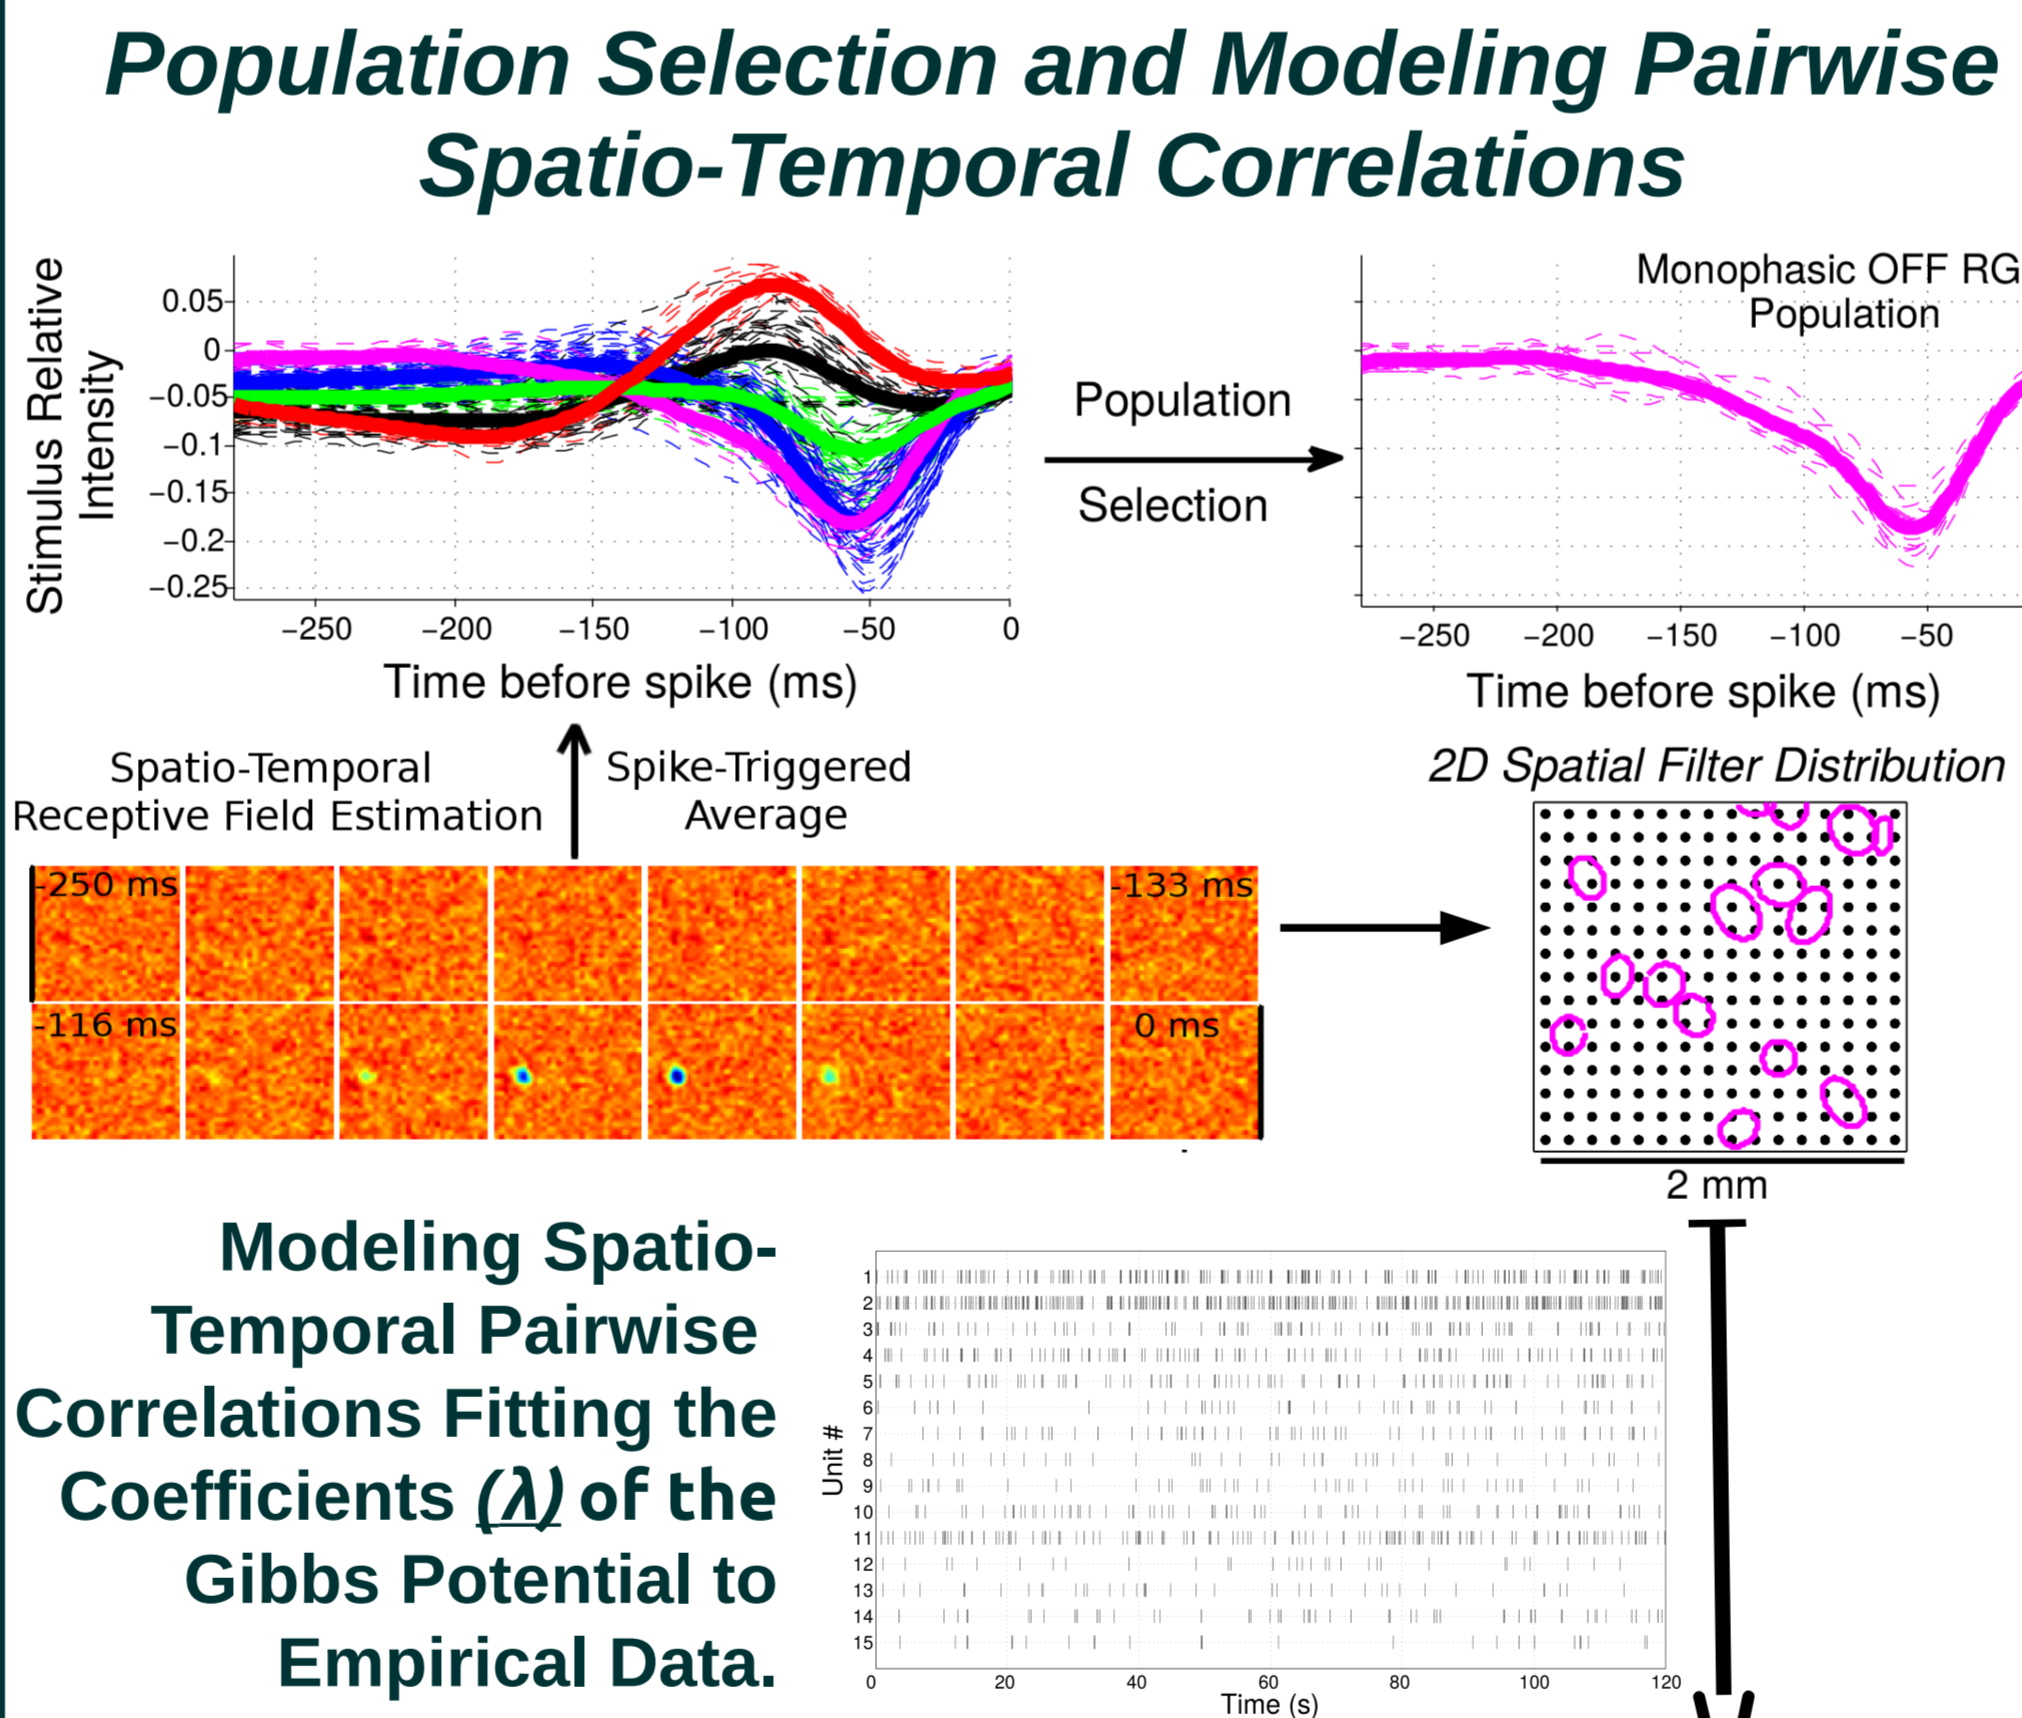 Population Selection and Modeling Pairwise
Spatio-Temporal Correlations
Stimulus Relative
Intensity
0.05
0
−0.05
−0.1
−0.15
−0.2
−0.25
−250 −200 −150 −100 −50 0
Time before spike (ms)
Population
Selection
Monophasic OFF RG
Population
−250 −200 −150 −100 −50
Time before spike (ms)
Spatio-Temporal
Receptive Field Estimation
Spike-Triggered
Average
-250 ms
-133 ms
-116 ms
0 ms
2D Spatial Filter Distribution
2 mm
Modeling Spatio-
Temporal Pairwise
Correlations Fitting the
Coefficients (λ) of the
Gibbs Potential to
Empirical Data.
Unit #
1
2
3
4
5
6
7
8
9
10
11
12
13
14
15
0 20 40 60 80 100 120
Time (s)